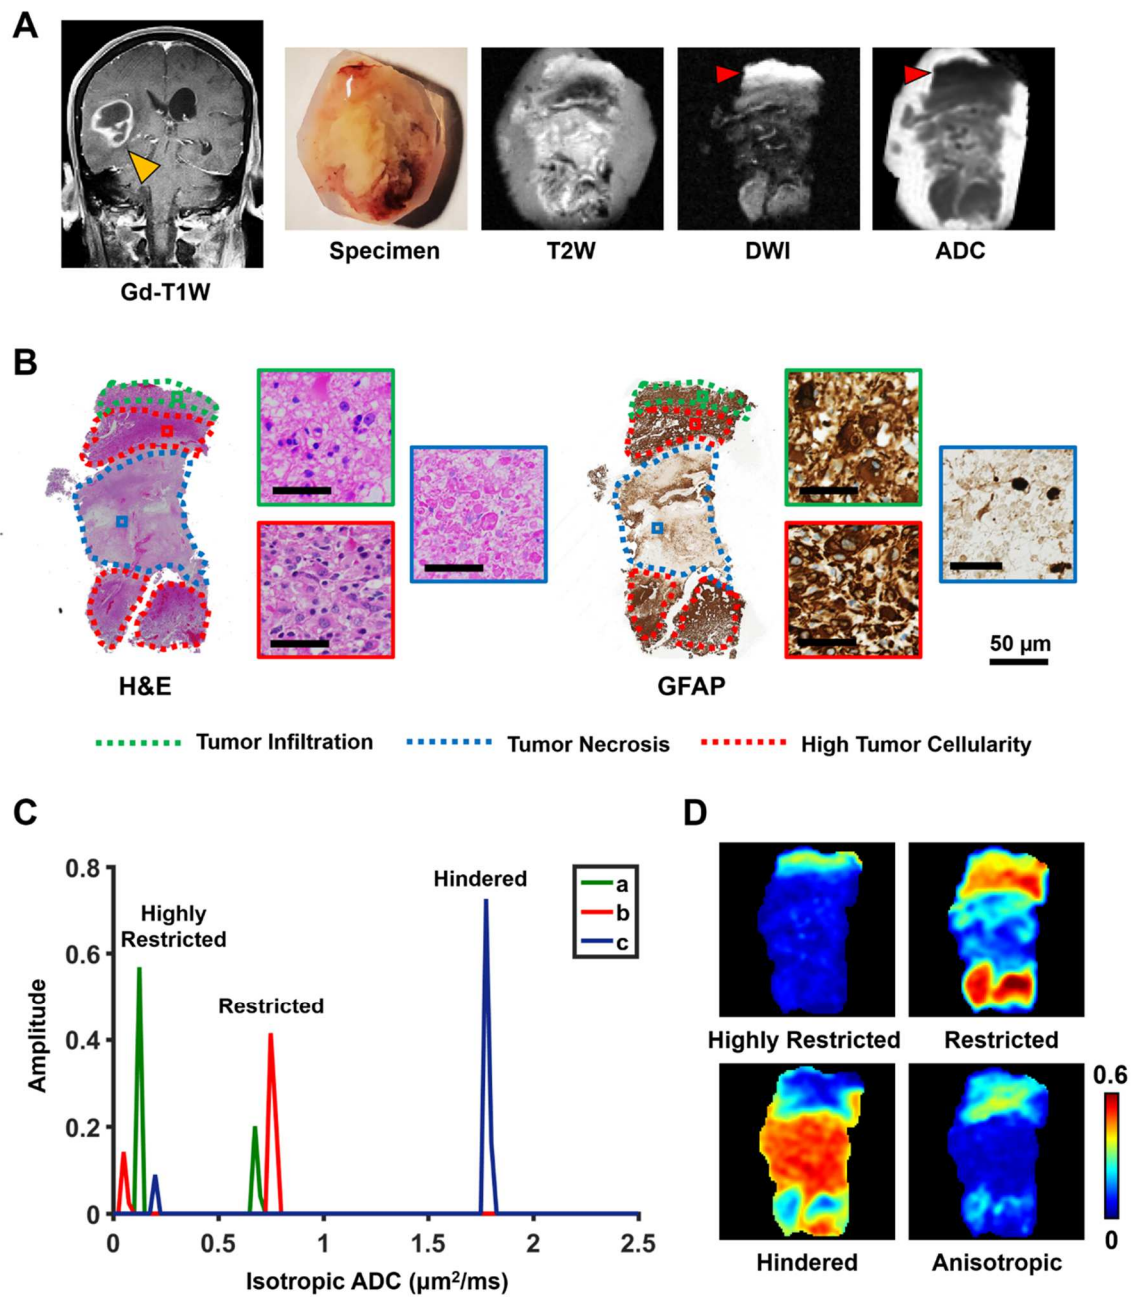 A
Gd-T1W
Specimen
T2W
DWI
ADC
B
H&E
GFAP
50 µm
Tumor Infiltration
Tumor Necrosis
High Tumor Cellularity
C
Amplitude
0.8
0.6
0.4
0.2
0
Highly
Restricted
Restricted
Hindered
a
b
c
0
0.5
1
1.5
2
2.5
Isotropic ADC (µm²/ms)
D
Highly Restricted
Restricted
Hindered
Anisotropic
0.6
0